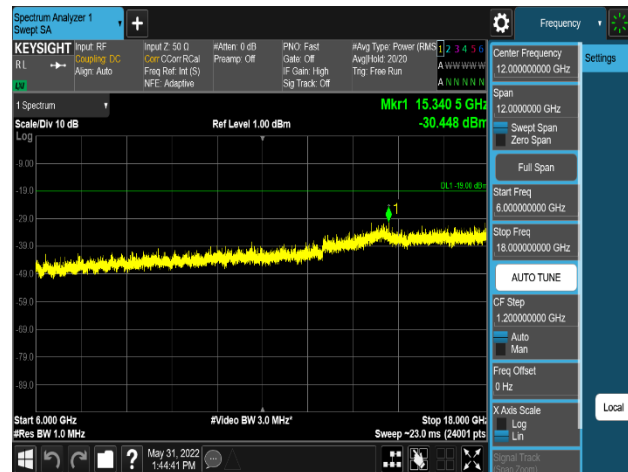 Spectrum Analyzer 1
Swept SA
Frequency
KEYSIGHT
RL
Input: RF
Coupling: DC
Align: Auto
Input Z: 50 Ω
Corr CCorr RCal
Freq Ref: Int (S)
NFE: Adaptive
#Atten: 0 dB
Preamp: Off
PNO: Fast
Gate: Off
IF Gain: High
Sig Track: Off
#Avg Type: Power (RMS
Avg|Hold: 20/20
Trig: Free Run
1 2 3 4 5 6
A W W W W W
A N N N N N
1 Spectrum
Mkr1 15.340 5 GHz
-30.448 dBm
Scale/Div 10 dB
Ref Level 1.00 dBm
Log
-9.00
-19.0
-29.0
-39.0
-49.0
-59.0
-69.0
-79.0
-89.0
DL1 -19.00 dBm
1
Start 6.000 GHz
#Video BW 3.0 MHz*
Stop 18.000 GHz
#Res BW 1.0 MHz
Sweep ~23.0 ms (24001 pts)
May 31, 2022
1:44:41 PM
Center Frequency
12.000000000 GHz
Settings
Span
12.0000000 GHz
Swept Span
Zero Span
Full Span
Start Freq
6.000000000 GHz
Stop Freq
18.000000000 GHz
AUTO TUNE
CF Step
1.200000000 GHz
Auto
Man
Freq Offset
0 Hz
X Axis Scale
Log
Lin
Local
Signal Track
(Span Zoom)